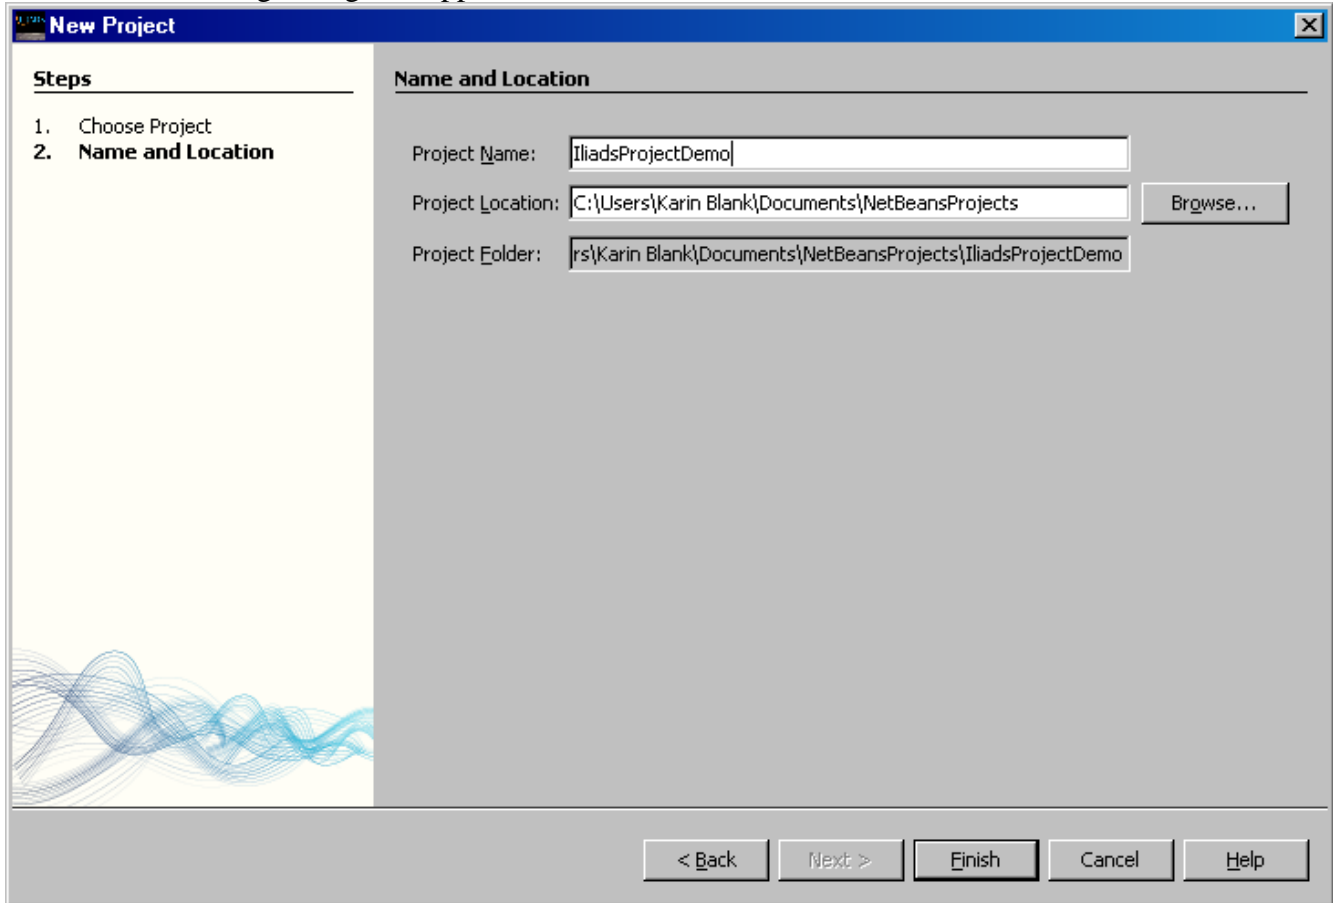 New Project
Steps
1. Choose Project
2. Name and Location
Name and Location
Project Name: IliadsProjectDemo
Project Location: C:\Users\Karin Blank\Documents\NetBeansProjects Browse...
Project Folder: rs\Karin Blank\Documents\NetBeansProjects\IliadsProjectDemo
< Back Next > Finish Cancel Help